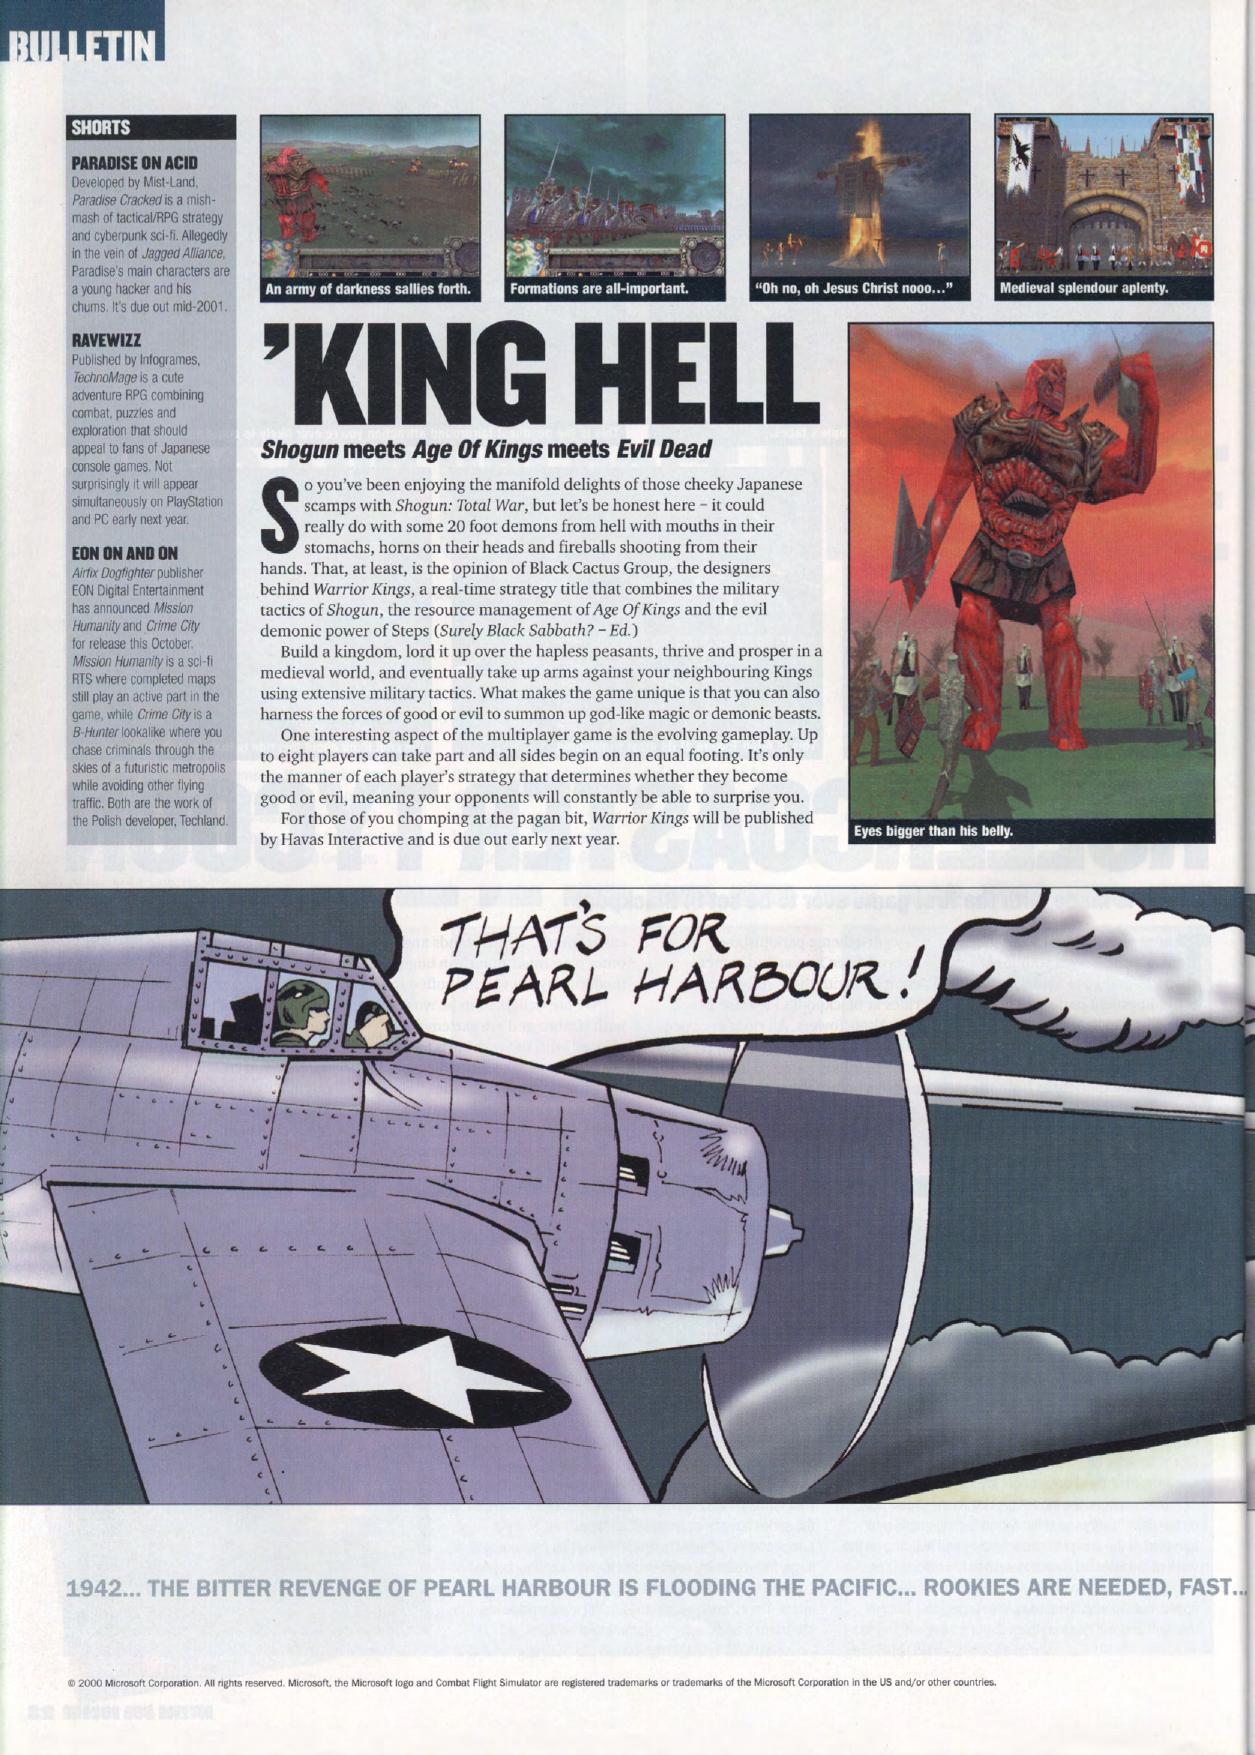 BULLETIN
SHORTS
PARADISE ON ACID
Developed by Mist-Land,
Paradise Cracked is a mish-
mash of tactical/RPG strategy
and cyberpunk sci-fi. Allegedly
in the vein of Jagged Alliance,
Paradise's main characters are
a young hacker and his
chums. It's due out mid-2001.
RAVEWIZZ
Published by Infogrames,
TechnoMage is a cute
adventure RPG combining
combat, puzzles and
exploration that should
appeal to fans of Japanese
console games. Not
surprisingly it will appear
simultaneously on PlayStation
and PC early next year.
EON ON AND ON
Airfix Dogfighter publisher
EON Digital Entertainment
has announced Mission
Humanity and Crime City
for release this October.
Mission Humanity is a sci-fi
RTS where completed maps
still play an active part in the
game, while Crime City is a
B-Hunter lookalike where you
chase criminals through the
skies of a futuristic metropolis
while avoiding other flying
traffic. Both are the work of
the Polish developer, Techland.
An army of darkness sallies forth.
Formations are all-important.
“Oh no, oh Jesus Christ nooo...”
Medieval splendour aplenty.
’KING HELL
Shogun meets Age Of Kings meets Evil Dead
So you've been enjoying the manifold delights of those cheeky Japanese
scamps with Shogun: Total War, but let's be honest here – it could
really do with some 20 foot demons from hell with mouths in their
stomachs, horns on their heads and fireballs shooting from their
hands. That, at least, is the opinion of Black Cactus Group, the designers
behind Warrior Kings, a real-time strategy title that combines the military
tactics of Shogun, the resource management of Age Of Kings and the evil
demonic power of Steps (Surely Black Sabbath? – Ed.)
Build a kingdom, lord it up over the hapless peasants, thrive and prosper in a
medieval world, and eventually take up arms against your neighbouring Kings
using extensive military tactics. What makes the game unique is that you can also
harness the forces of good or evil to summon up god-like magic or demonic beasts.
One interesting aspect of the multiplayer game is the evolving gameplay. Up
to eight players can take part and all sides begin on an equal footing. It's only
the manner of each player's strategy that determines whether they become
good or evil, meaning your opponents will constantly be able to surprise you.
For those of you chomping at the pagan bit, Warrior Kings will be published
by Havas Interactive and is due out early next year.
Eyes bigger than his belly.
THAT'S FOR
PEARL HARBOUR!
1942... THE BITTER REVENGE OF PEARL HARBOUR IS FLOODING THE PACIFIC... ROOKIES ARE NEEDED, FAST...
© 2000 Microsoft Corporation. All rights reserved. Microsoft, the Microsoft logo and Combat Flight Simulator are registered trademarks or trademarks of the Microsoft Corporation in the US and/or other countries.